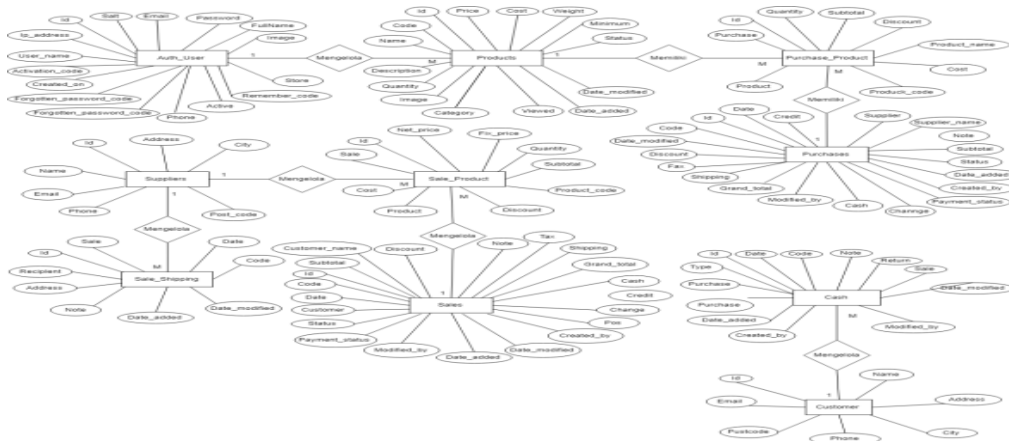 Salt
Email
Password
Id
FullName
Ip_address
Image
User_name
Auth_User
1
Activation_code
Store
Created_on
Remember_code
Forgotten_password_code
Active
Forgotten_password_code
Phone
Mengelola
Id
Price
Cost
Weight
Code
Minimum
Name
Status
M
Products
1
Description
Quantity
Date_modified
Image
Date_added
Category
Viewed
Memiliki
Quantity
Subtotal
Id
Discount
Purchase
Product_name
M
Purchase_Product
Cost
Product
M
Product_code
Memiliki
Address
Id
City
Name
Suppliers
1
Email
1
Phone
Post_code
Mengelola
Net_price
Fix_price
Id
Quantity
Sale
Subtotal
M
Sale_Product
Cost
Product_code
Product
M
Discount
Mengelola
Date
Credit
Supplier
Id
Supplier_name
Code
Note
Date_modified
1
Subtotal
Discount
Purchases
Status
Fax
Date_added
Shipping
Created_by
Grand_total
Payment_status
Modified_by
Cash
Change
Mengelola
Sale
Date
Id
M
Code
Recipient
Sale_Shipping
Address
Note
Date_added
Date_modified
Customer_name
Discount
Note
Tax
Shipping
Subtotal
Grand_total
Id
Cash
Code
1
Date
Sales
Credit
Customer
Change
Status
Fox
Payment_status
Created_by
Modified_by
Date_added
Date_modified
Id
Date
Code
Note
Return
Type
Sale
Purchase
Date_modified
Cash
Purchase
Date_added
M
Created_by
Modified_by
Mengelola
Id
Name
Email
1
Address
Customer
Postcode
City
Phone